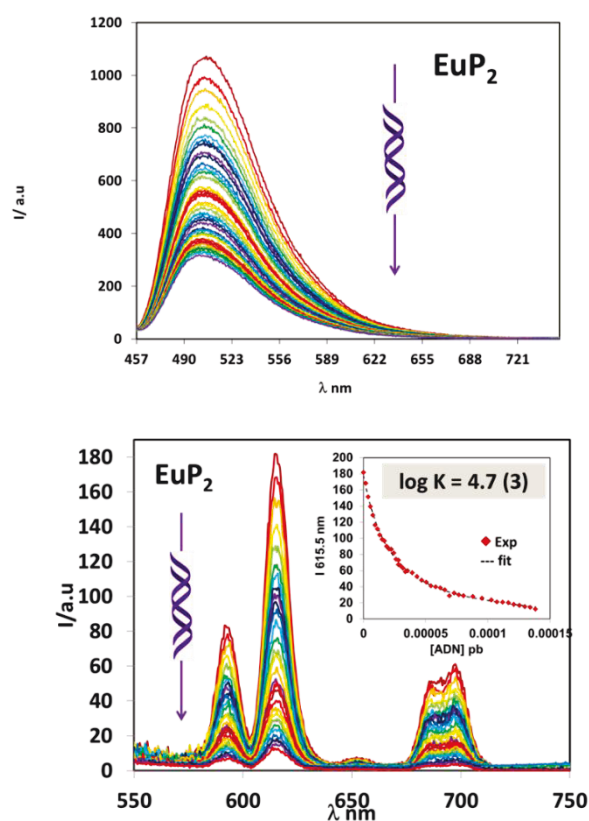 1200
1000
800
600
400
200
0
I/ a.u
EuP2
457 490 523 556 589 622 655 688 721
λ nm
180
160
140
120
100
80
60
40
20
0
I/a.u
EuP2
550 600 650 700 750
λ nm
200
180
160
140
120
100
80
60
40
20
0
I 615.5 nm
log K = 4.7 (3)
Exp
--- fit
0 0.00005 0.0001 0.00015
[ADN] pb